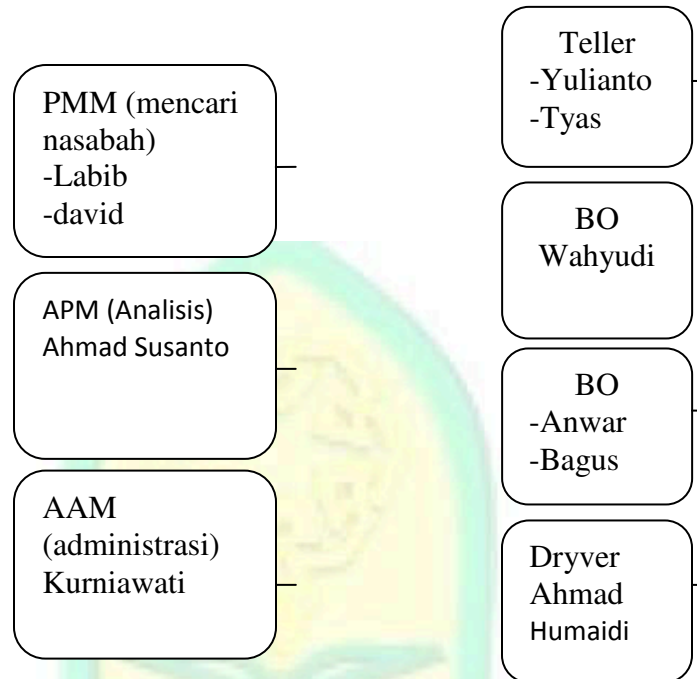 PMM (mencari
nasabah)
-Labib
-david
APM (Analisis)
Ahmad Susanto
AAM
(administrasi)
Kurniawati
Teller
-Yulianto
-Tyas
BO
Wahyudi
BO
-Anwar
-Bagus
Dryver
Ahmad
Humaidi